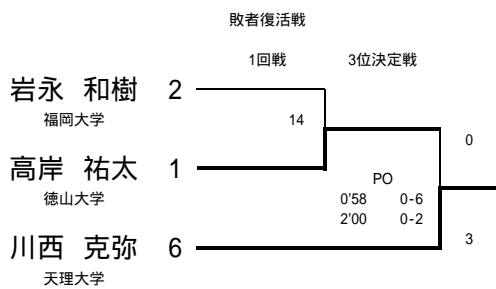 敗者復活戦
1回戦 3位決定戦
岩永 和樹 2
福岡大学
14
0
高岸 祐太 1
徳山大学
PO
0'58 0-6
2'00 0-2
川西 克弥 6
天理大学
3